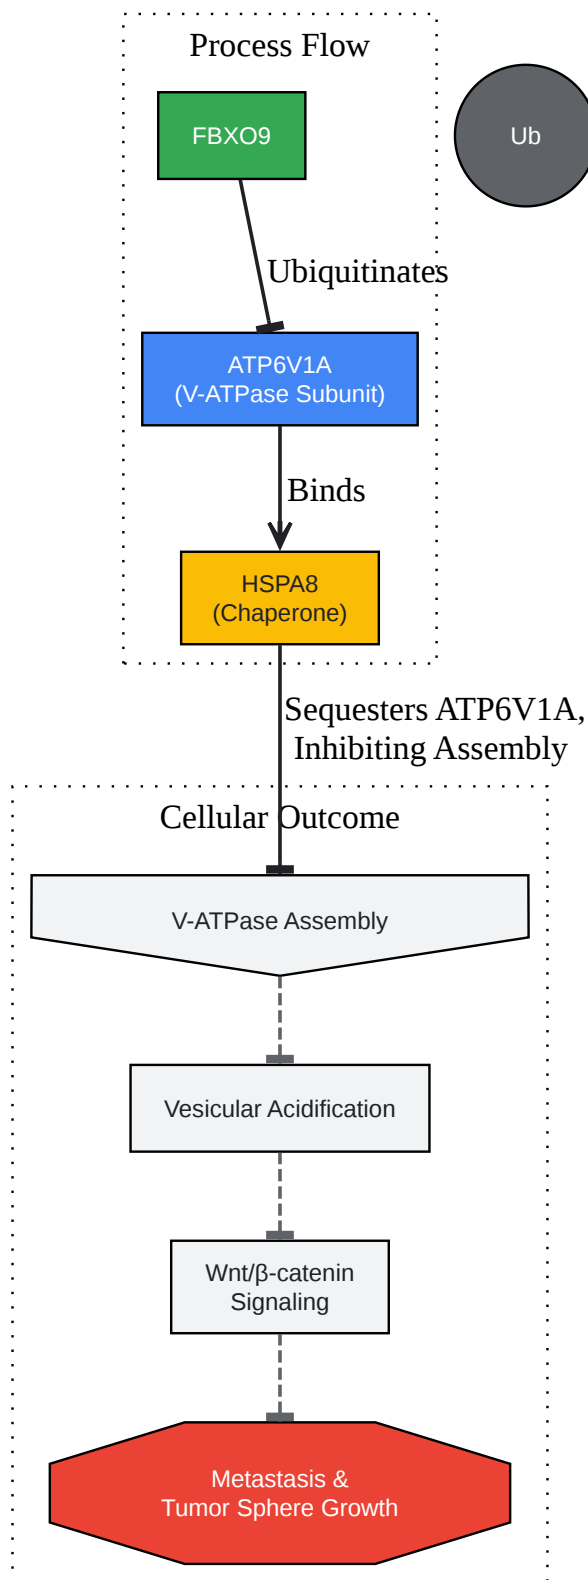 Process Flow
FBXO9
Ub
Ubiquitinates
ATP6V1A
(V-ATPase Subunit)
Binds
HSPA8
(Chaperone)
Sequesters ATP6V1A,
Inhibiting Assembly
Cellular Outcome
V-ATPase Assembly
Vesicular Acidification
Wnt/β-catenin
Signaling
Metastasis &
Tumor Sphere Growth